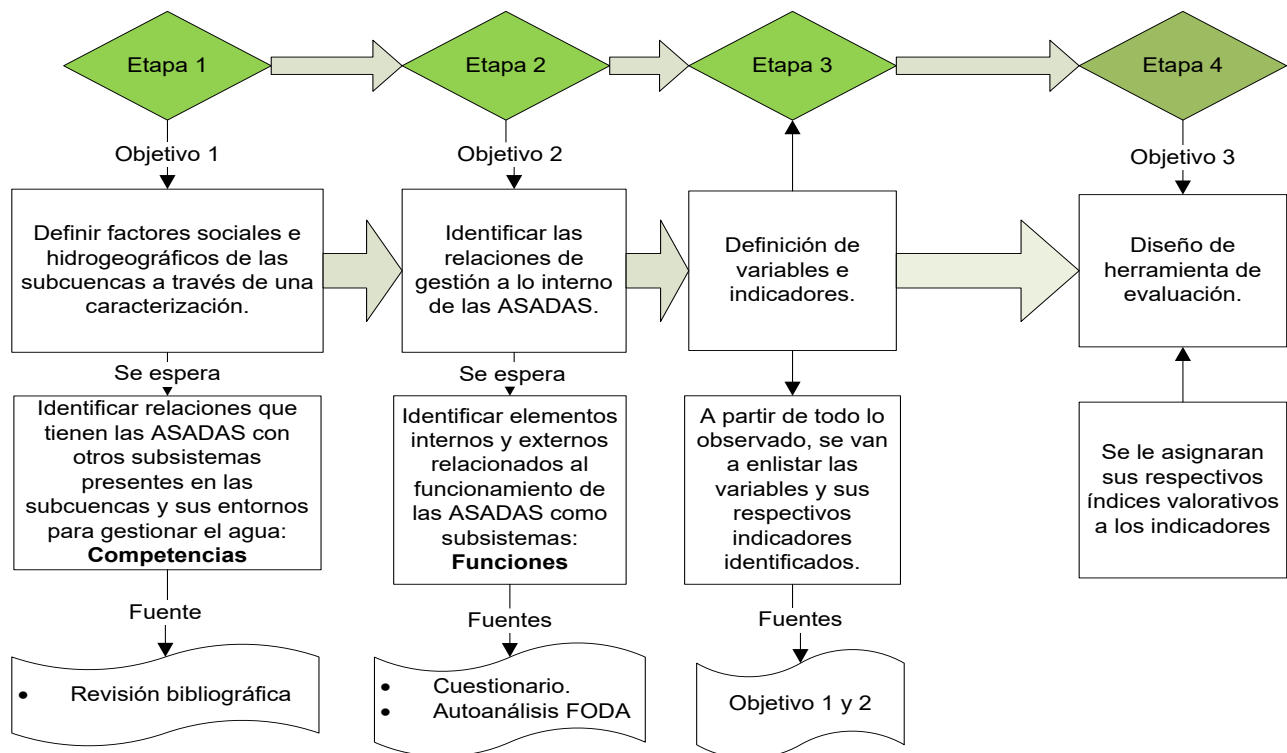 Etapa 1
Etapa 2
Etapa 3
Etapa 4
Objetivo 1
Objetivo 2
Objetivo 3
Definir factores sociales e
hidrogeográficos de las
subcuencas a través de una
caracterización.
Identificar las
relaciones de
gestión a lo interno
de las ASADAS.
Definición de
variables e
indicadores.
Diseño de
herramienta de
evaluación.
Se espera
Se espera
Identificar relaciones que
tienen las ASADAS con
otros subsistemas
presentes en las
subcuencas y sus entornos
para gestionar el agua:
Competencias
Identificar elementos
internos y externos
relacionados al
funcionamiento de
las ASADAS como
subsistemas:
Funciones
A partir de todo lo
observado, se van
a enlistar las
variables y sus
respectivos
indicadores
identificados.
Se le asignaran
sus respectivos
índices valorativos
a los indicadores
Fuente
Fuentes
Fuentes
• Revisión bibliográfica
• Cuestionario.
• Autoanálisis FODA
Objetivo 1 y 2